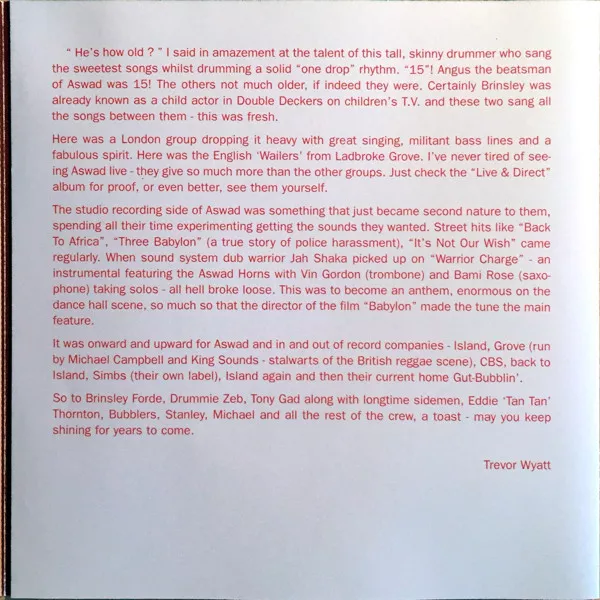 “ He's how old ? ” I said in amazement at the talent of this tall, skinny drummer who sang
the sweetest songs whilst drumming a solid “one drop” rhythm. “15”! Angus the beatsman
of Aswad was 15! The others not much older, if indeed they were. Certainly Brinsley was
already known as a child actor in Double Deckers on children's T.V. and these two sang all
the songs between them - this was fresh.
Here was a London group dropping it heavy with great singing, militant bass lines and a
fabulous spirit. Here was the English ‘Wailers’ from Ladbroke Grove. I've never tired of see-
ing Aswad live - they give so much more than the other groups. Just check the “Live & Direct”
album for proof, or even better, see them yourself.
The studio recording side of Aswad was something that just became second nature to them,
spending all their time experimenting getting the sounds they wanted. Street hits like “Back
To Africa”, “Three Babylon” (a true story of police harassment), “It's Not Our Wish” came
regularly. When sound system dub warrior Jah Shaka picked up on “Warrior Charge” - an
instrumental featuring the Aswad Horns with Vin Gordon (trombone) and Bami Rose (saxo-
phone) taking solos - all hell broke loose. This was to become an anthem, enormous on the
dance hall scene, so much so that the director of the film “Babylon” made the tune the main
feature.
It was onward and upward for Aswad and in and out of record companies - Island, Grove (run
by Michael Campbell and King Sounds - stalwarts of the British reggae scene), CBS, back to
Island, Simbs (their own label), Island again and then their current home Gut-Bubblin'.
So to Brinsley Forde, Drummie Zeb, Tony Gad along with longtime sidemen, Eddie ‘Tan Tan’
Thornton, Bubblers, Stanley, Michael and all the rest of the crew, a toast - may you keep
shining for years to come.
Trevor Wyatt